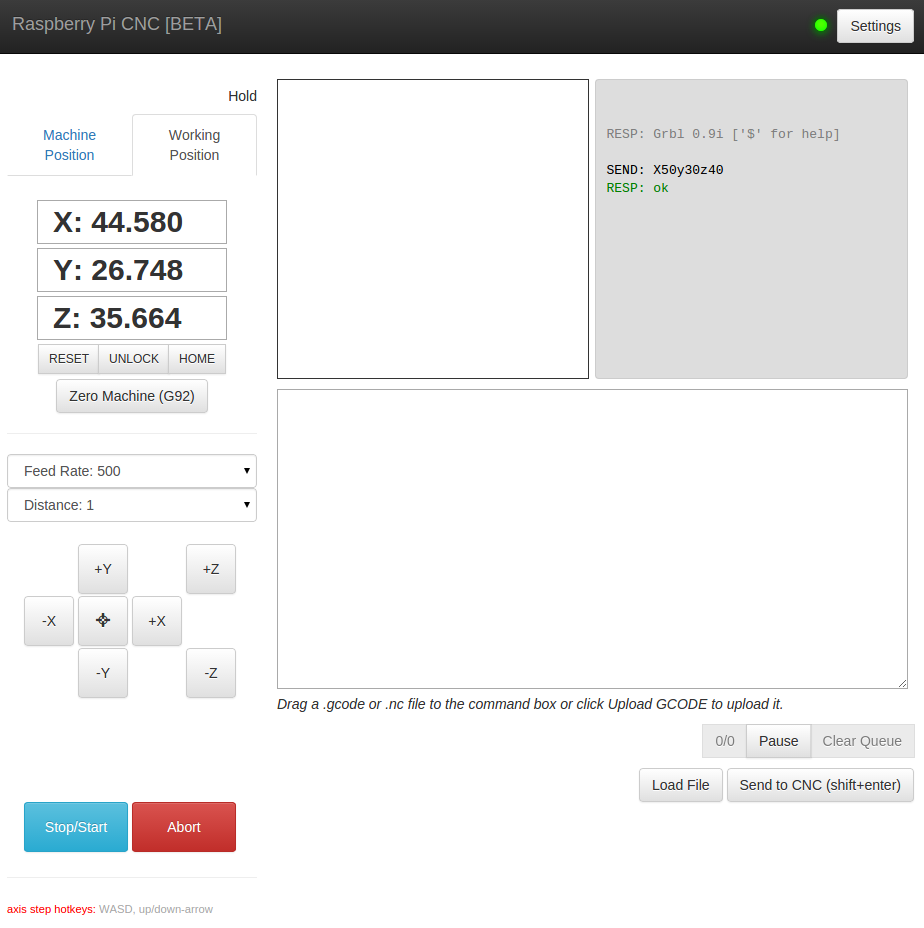 Raspberry Pi CNC [BETA]
Settings
Hold
Machine
Position
Working
Position
X: 44.580
Y: 26.748
Z: 35.664
RESET UNLOCK HOME
Zero Machine (G92)
Feed Rate: 500
Distance: 1
+Y +Z
-X +X
-Y -Z
Stop/Start Abort
axis step hotkeys: WASD, up/down-arrow
RESP: Grbl 0.9i ['$' for help]
SEND: X50y30z40
RESP: ok
Drag a .gcode or .nc file to the command box or click Upload GCODE to upload it.
0/0 Pause Clear Queue
Load File Send to CNC (shift+enter)